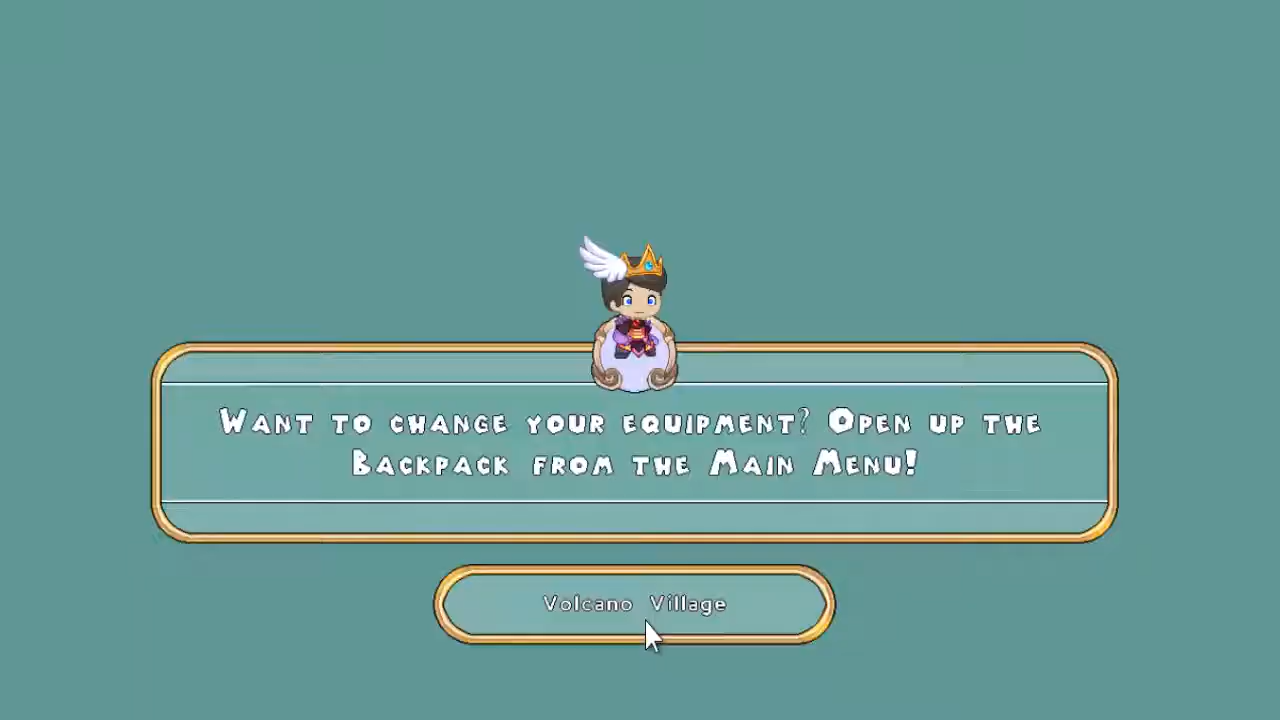 Want to change your equipment? Open up the
Backpack from the Main Menu!
Volcano Village